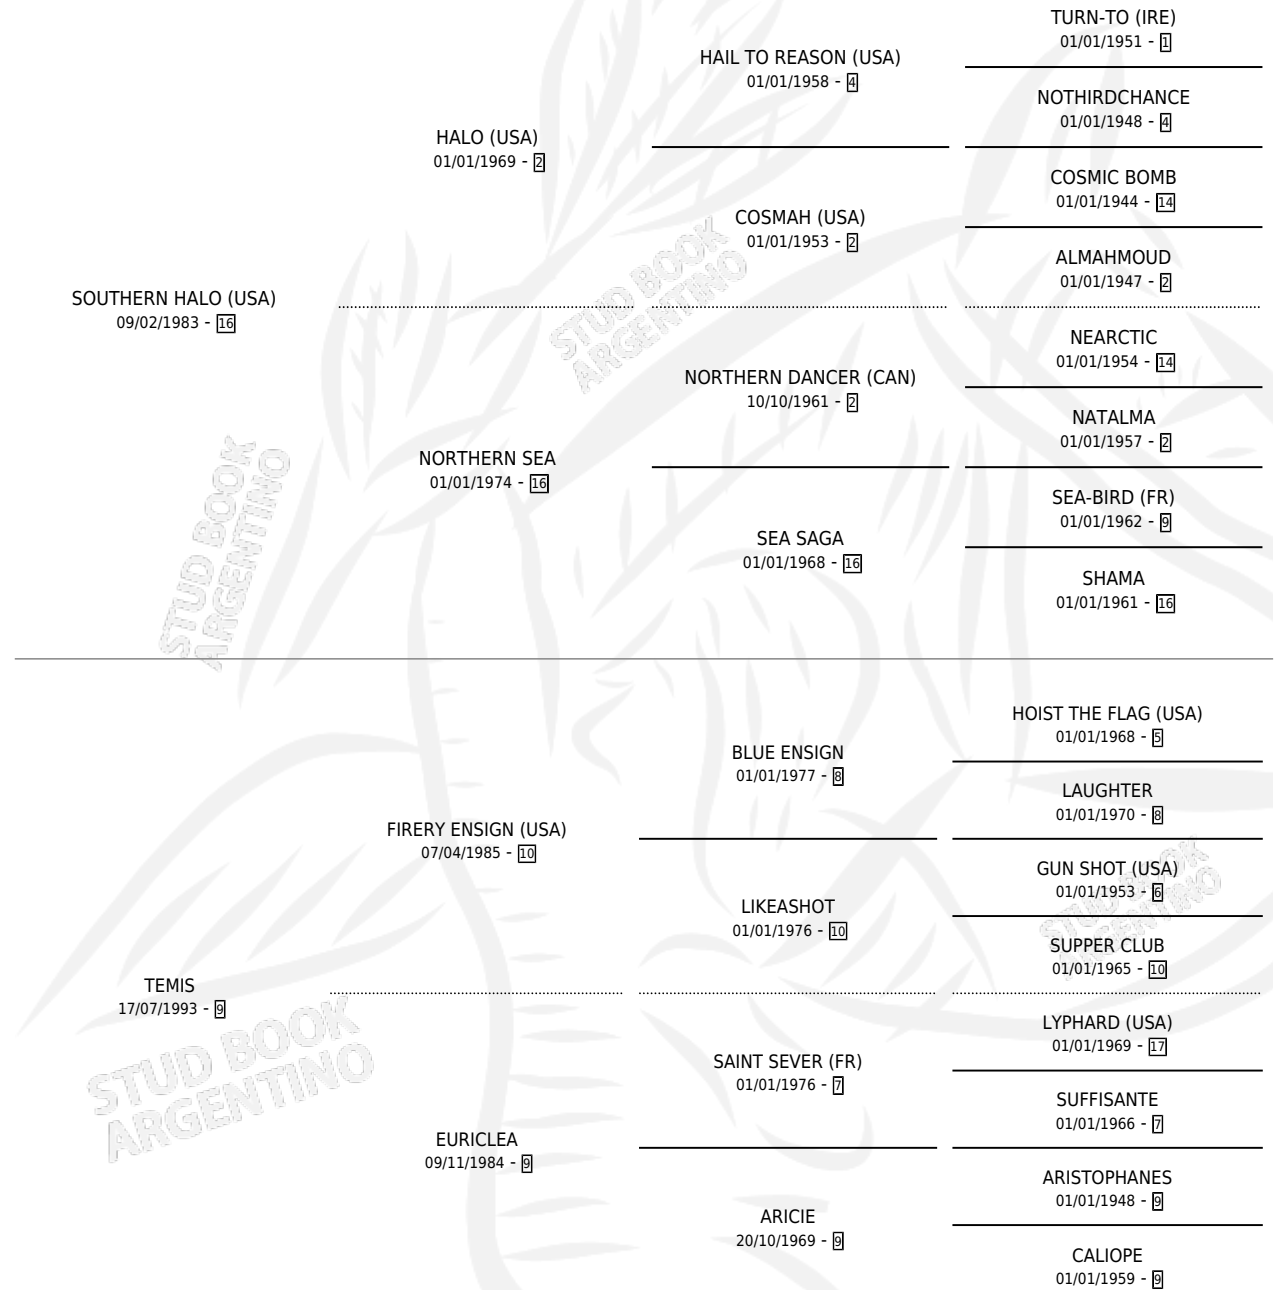 TURN-TO (IRE)
01/01/1951 - 1
HAIL TO REASON (USA)
01/01/1958 - 4
NOTHIRDCHANCE
01/01/1948 - 4
HALO (USA)
01/01/1969 - 2
COSMIC BOMB
01/01/1944 - 14
COSMAH (USA)
01/01/1953 - 2
ALMAHMOUD
01/01/1947 - 2
SOUTHERN HALO (USA)
09/02/1983 - 16
STUD BOOK
ARGENTINO
NEARCTIC
01/01/1954 - 14
NORTHERN DANCER (CAN)
10/10/1961 - 2
NATALMA
01/01/1957 - 2
NORTHERN SEA
01/01/1974 - 16
SEA-BIRD (FR)
01/01/1962 - 9
SEA SAGA
01/01/1968 - 16
SHAMA
01/01/1961 - 16
STUD BOOK
ARGENTINO
HOIST THE FLAG (USA)
01/01/1968 - 5
BLUE ENSIGN
01/01/1977 - 8
LAUGHTER
01/01/1970 - 8
FIRERY ENSIGN (USA)
07/04/1985 - 10
GUN SHOT (USA)
01/01/1953 - 6
LIKEASHOT
01/01/1976 - 10
STUD BOOK
ARGENTINO
SUPPER CLUB
01/01/1965 - 10
TEMIS
17/07/1993 - 9
STUD BOOK
ARGENTINO
LYPHARD (USA)
01/01/1969 - 17
SAINT SEVER (FR)
01/01/1976 - 7
SUFFISANTE
01/01/1966 - 7
EURICLEA
09/11/1984 - 9
ARISTOPHANES
01/01/1948 - 9
ARICIE
20/10/1969 - 9
CALIOPE
01/01/1959 - 9